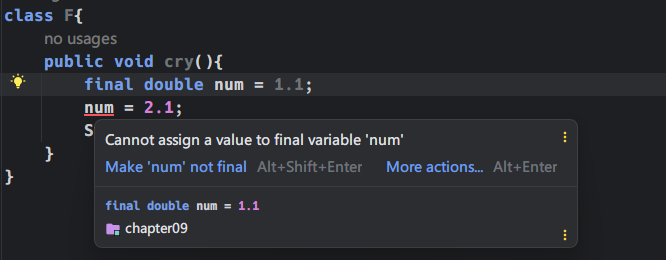 class F{
no usages
public void cry(){
final double num = 1.1;
num = 2.1;
S
Cannot assign a value to final variable 'num'
Make 'num' not final Alt+Shift+Enter More actions... Alt+Enter
final double num = 1.1
chapter09
}
}